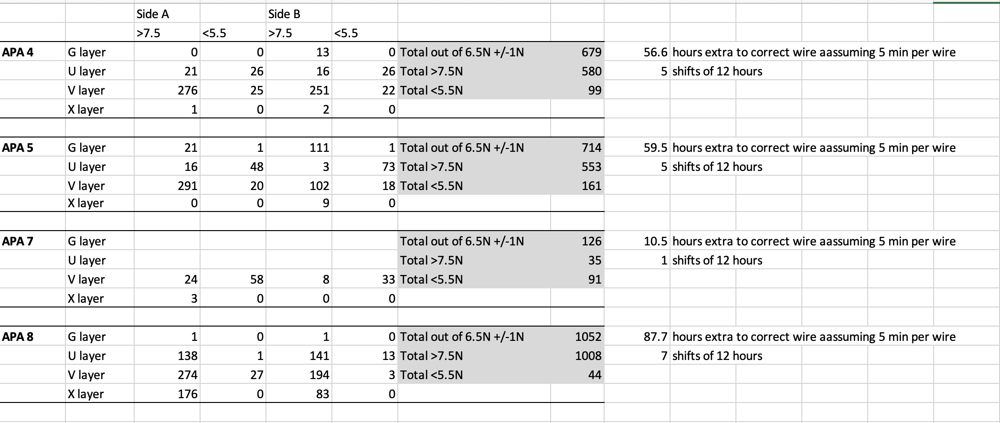 Side A Side B
>7.5 <5.5 >7.5 <5.5
APA 4 G layer 0 0 13 0 Total out of 6.5N +/-1N 679 56.6 hours extra to correct wire aassuming 5 min per wire
U layer 21 26 16 26 Total >7.5N 580 5 shifts of 12 hours
V layer 276 25 251 22 Total <5.5N 99
X layer 1 0 2 0
APA 5 G layer 21 1 111 1 Total out of 6.5N +/-1N 714 59.5 hours extra to correct wire aassuming 5 min per wire
U layer 16 48 3 73 Total >7.5N 553 5 shifts of 12 hours
V layer 291 20 102 18 Total <5.5N 161
X layer 0 0 9 0
APA 7 G layer Total out of 6.5N +/-1N 126 10.5 hours extra to correct wire aassuming 5 min per wire
U layer Total >7.5N 35 1 shifts of 12 hours
V layer 24 58 8 33 Total <5.5N 91
X layer 3 0 0 0
APA 8 G layer 1 0 1 0 Total out of 6.5N +/-1N 1052 87.7 hours extra to correct wire aassuming 5 min per wire
U layer 138 1 141 13 Total >7.5N 1008 7 shifts of 12 hours
V layer 274 27 194 3 Total <5.5N 44
X layer 176 0 83 0